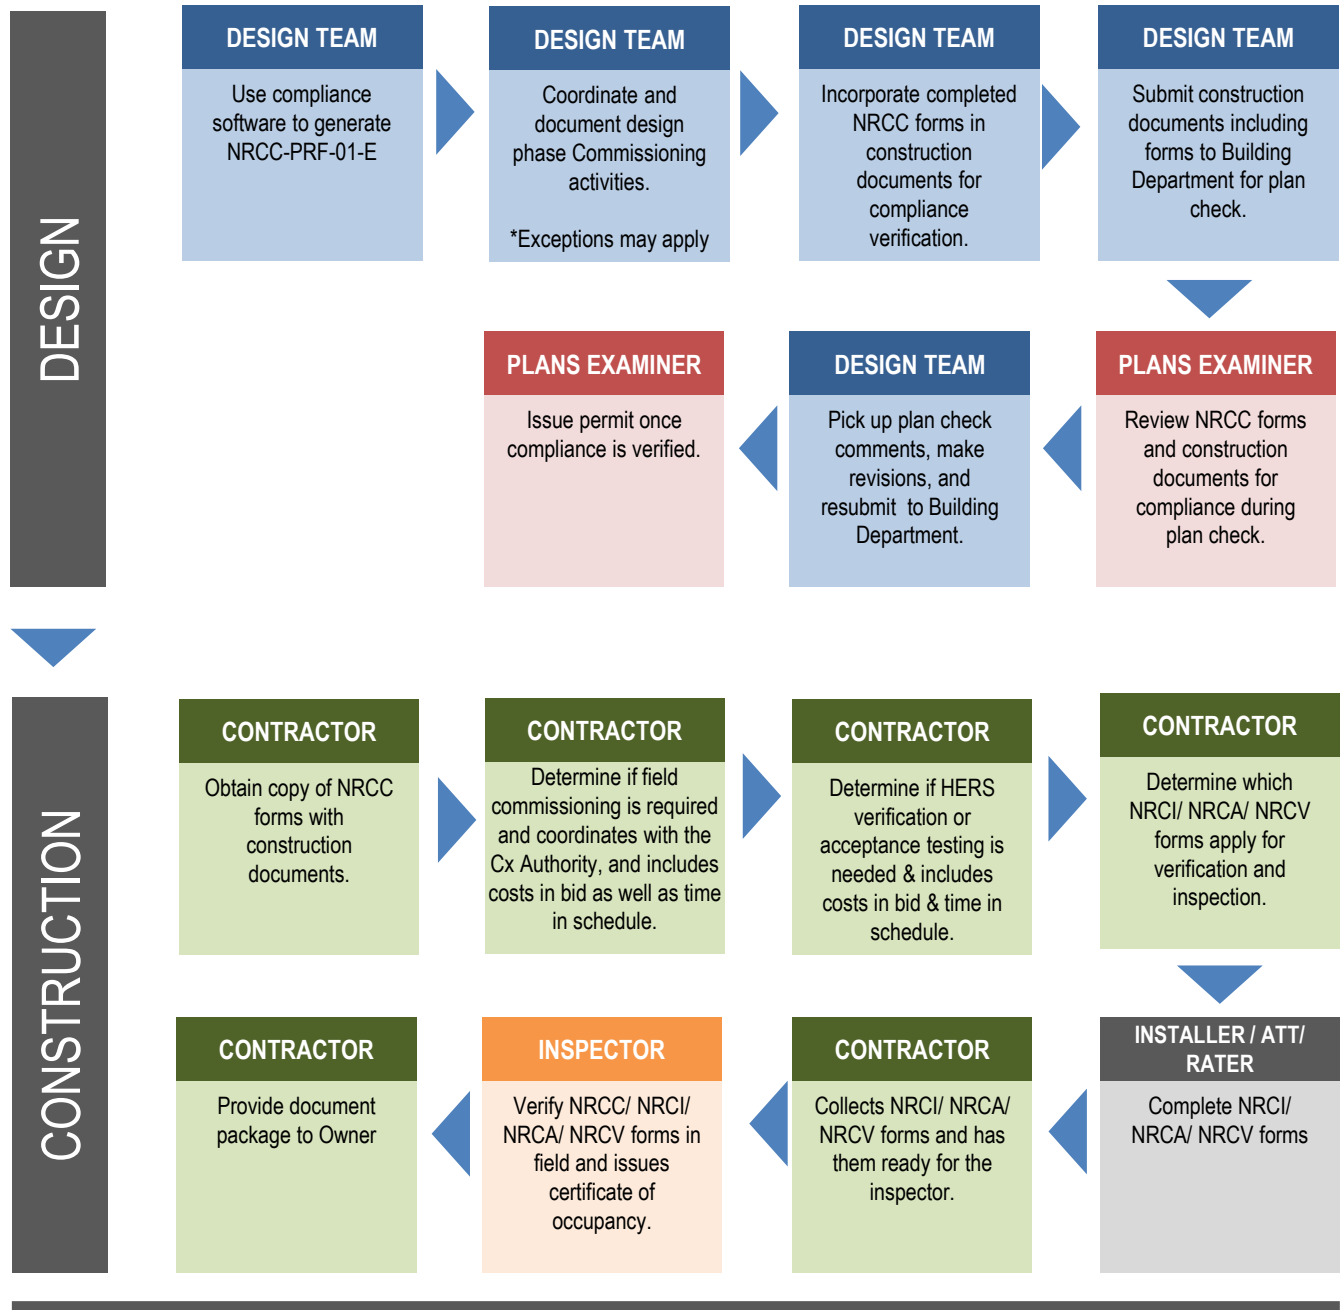 DESIGN
DESIGN TEAM
Use compliance
software to generate
NRCC-PRF-01-E
DESIGN TEAM
Coordinate and
document design
phase Commissioning
activities.
*Exceptions may apply
DESIGN TEAM
Incorporate completed
NRCC forms in
construction
documents for
compliance
verification.
DESIGN TEAM
Submit construction
documents including
forms to Building
Department for plan
check.
PLANS EXAMINER
Review NRCC forms
and construction
documents for
compliance during
plan check.
DESIGN TEAM
Pick up plan check
comments, make
revisions, and
resubmit to Building
Department.
PLANS EXAMINER
Issue permit once
compliance is verified.
CONSTRUCTION
CONTRACTOR
Obtain copy of NRCC
forms with
construction
documents.
CONTRACTOR
Determine if field
commissioning is required
and coordinates with the
Cx Authority, and includes
costs in bid as well as time
in schedule.
CONTRACTOR
Determine if HERS
verification or
acceptance testing is
needed & includes
costs in bid & time in
schedule.
CONTRACTOR
Determine which
NRCI/ NRCA/ NRCV
forms apply for
verification and
inspection.
INSTALLER / ATT/
RATER
Complete NRCI/
NRCA/ NRCV forms
CONTRACTOR
Collects NRCI/ NRCA/
NRCV forms and has
them ready for the
inspector.
INSPECTOR
Verify NRCC/ NRCI/
NRCA/ NRCV forms in
field and issues
certificate of
occupancy.
CONTRACTOR
Provide document
package to Owner